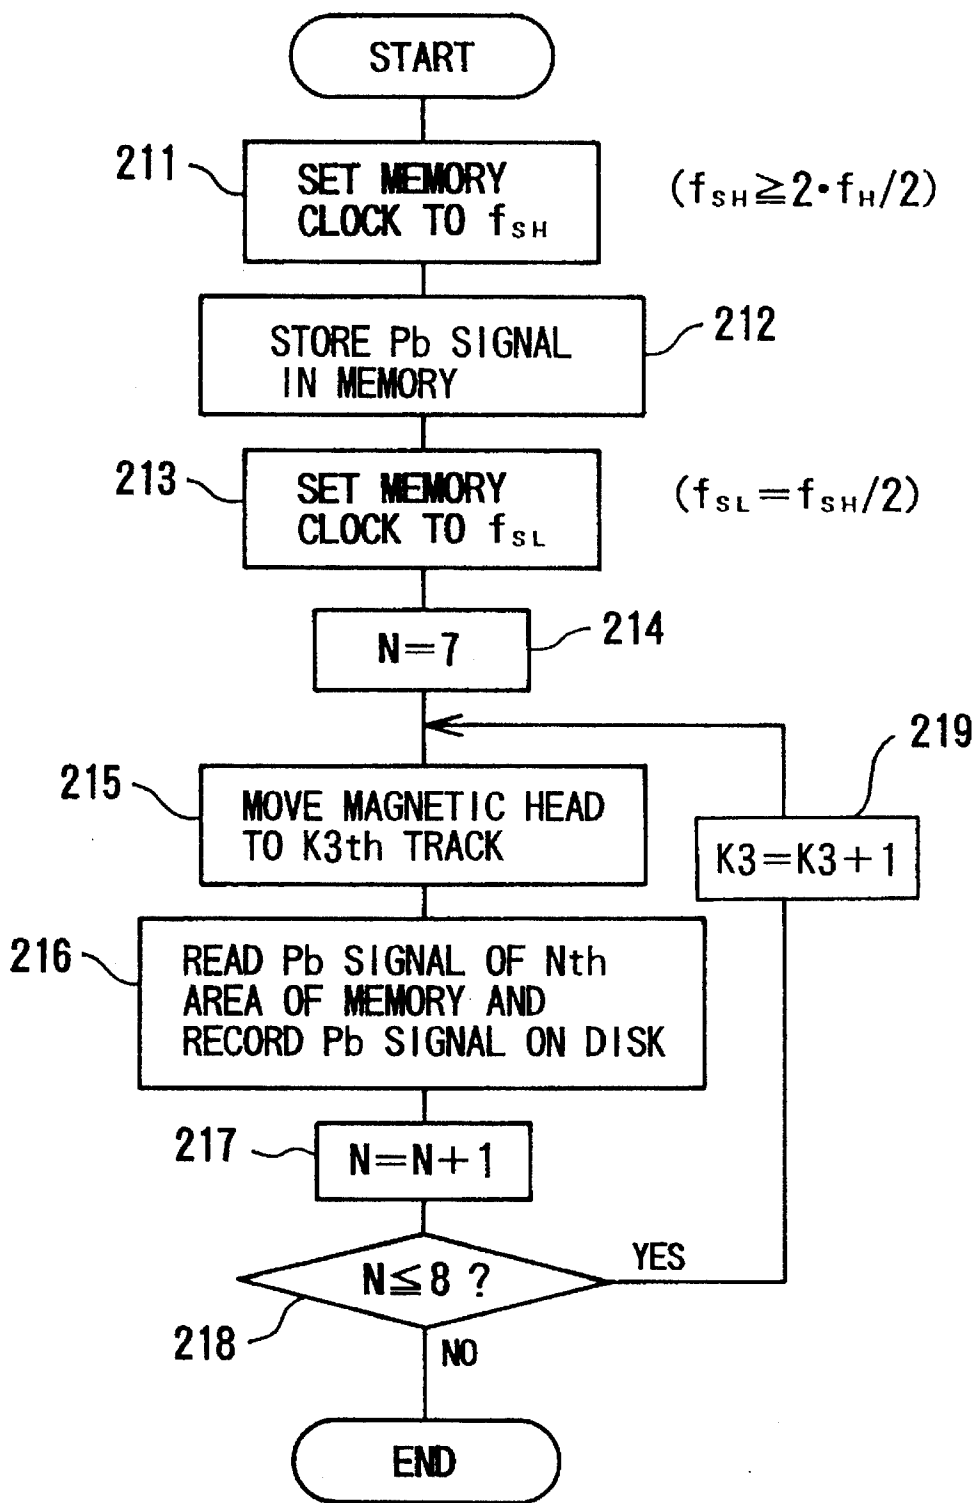 START
211
SET MEMORY
CLOCK TO fSH
(fSH≧2·fH/2)
212
STORE Pb SIGNAL
IN MEMORY
213
SET MEMORY
CLOCK TO fSL
(fSL=fSH/2)
214
N=7
219
215
MOVE MAGNETIC HEAD
TO K3th TRACK
K3=K3+1
216
READ Pb SIGNAL OF Nth
AREA OF MEMORY AND
RECORD Pb SIGNAL ON DISK
217
N=N+1
N≦8 ?
YES
218
NO
END